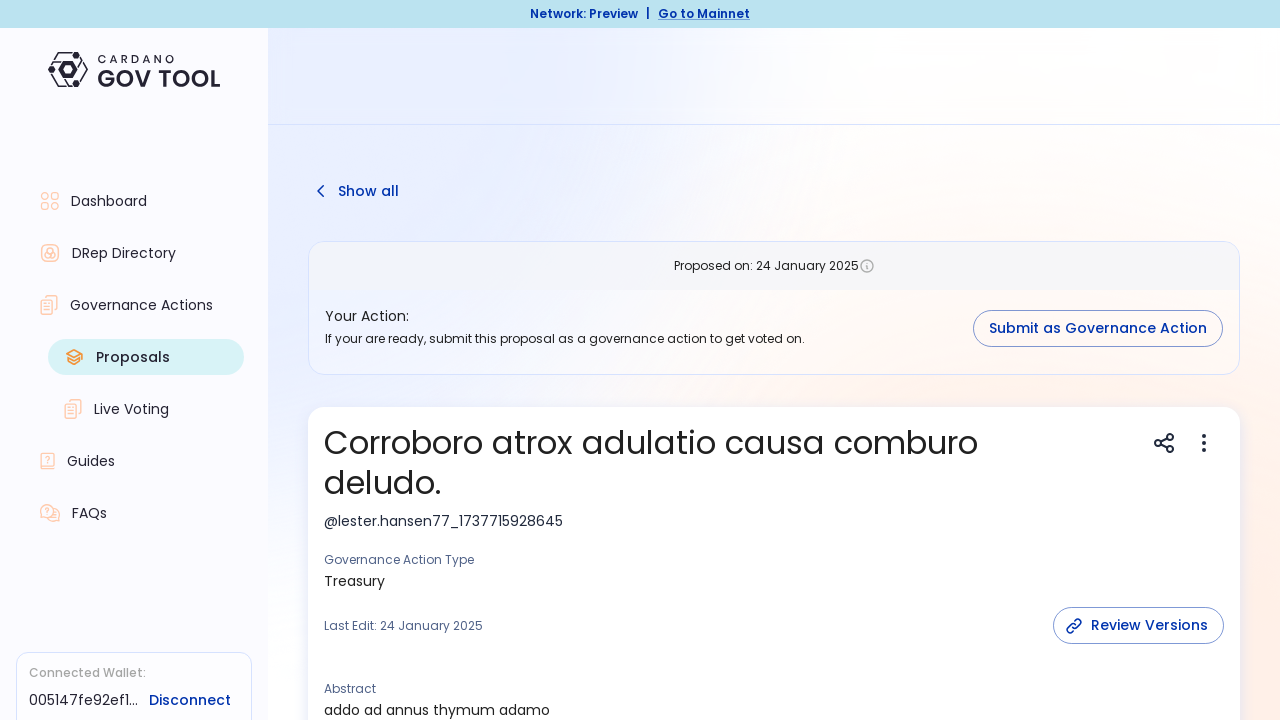 Network: Preview | Go to Mainnet
CARDANO
GOV TOOL
Dashboard
DRep Directory
Governance Actions
Proposals
Live Voting
Guides
FAQs
Connected Wallet:
005147fe92ef1... Disconnect
Show all
Proposed on: 24 January 2025
Your Action:
If your are ready, submit this proposal as a governance action to get voted on.
Submit as Governance Action
Corroboro atrox adulatio causa comburo
deludo.
@lester.hansen77_1737715928645
Governance Action Type
Treasury
Last Edit: 24 January 2025
Review Versions
Abstract
addo ad annus thymum adamo